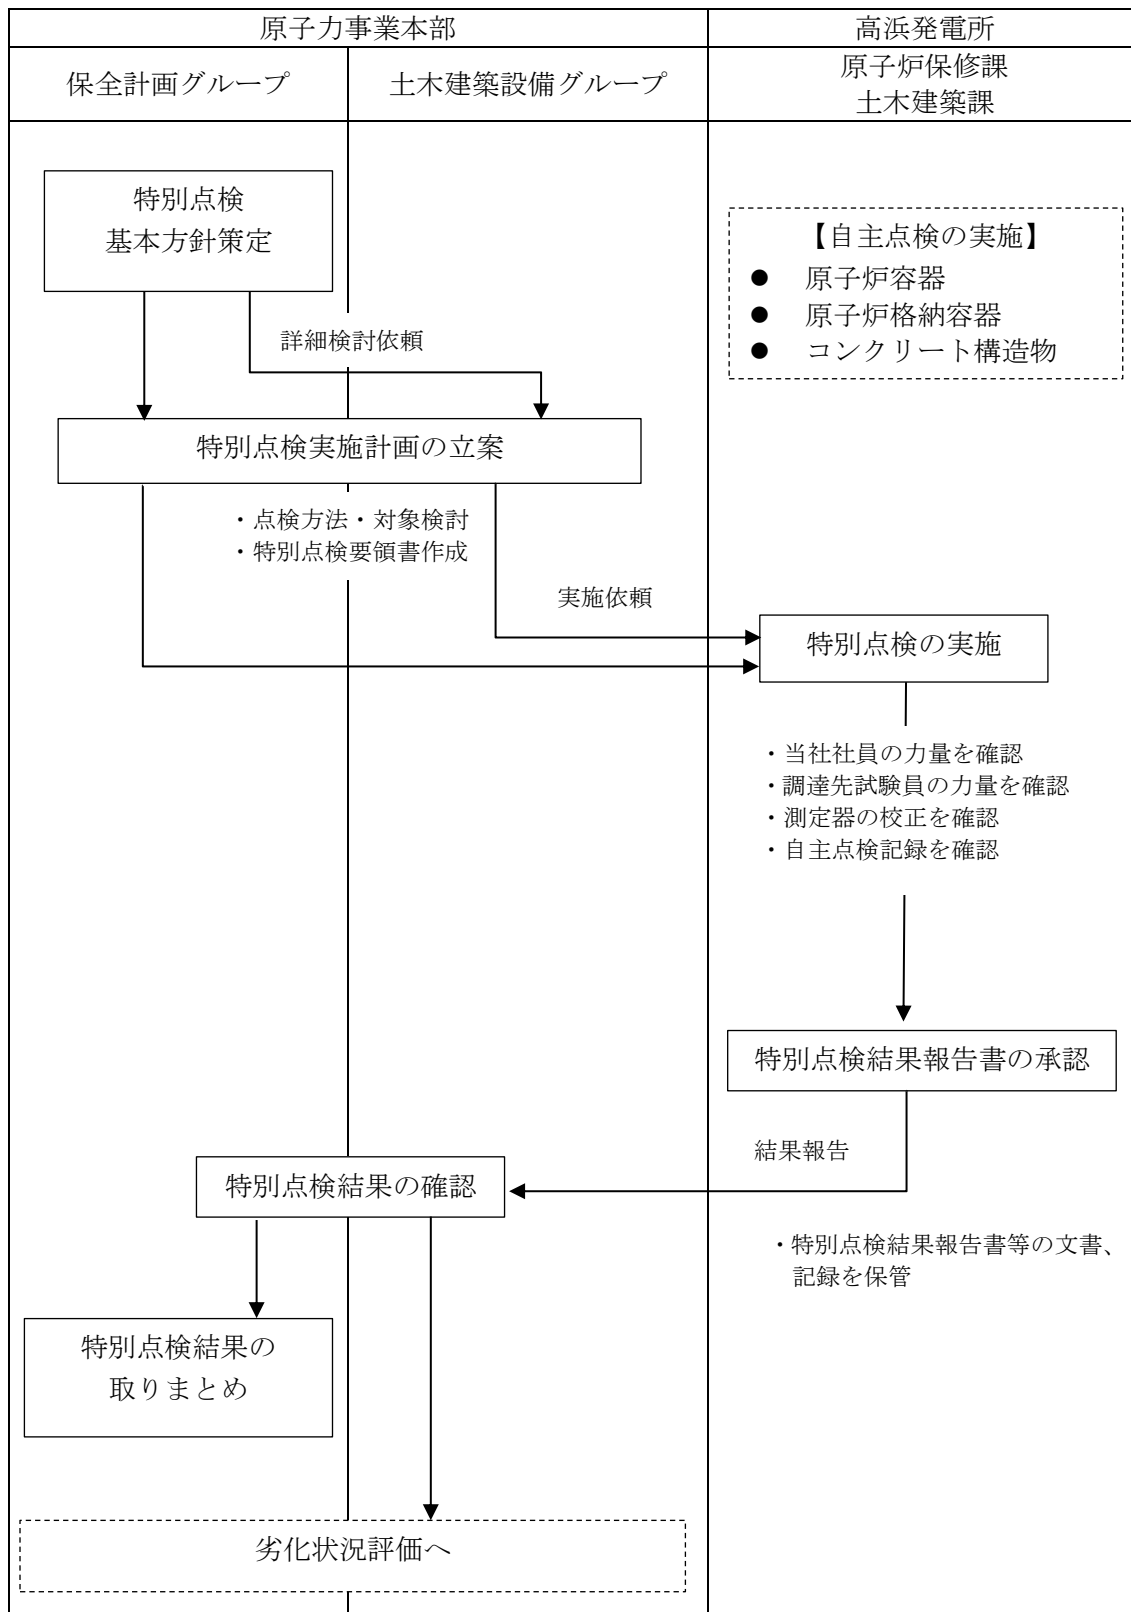 原子力事業本部
高浜発電所
保全計画グループ
土木建築設備グループ
原子炉保修課
土木建築課
特別点検
基本方針策定
【自主点検の実施】
● 原子炉容器
● 原子炉格納容器
● コンクリート構造物
詳細検討依頼
特別点検実施計画の立案
・点検方法・対象検討
・特別点検要領書作成
実施依頼
特別点検の実施
・当社社員の力量を確認
・調達先試験員の力量を確認
・測定器の校正を確認
・自主点検記録を確認
特別点検結果報告書の承認
結果報告
特別点検結果の確認
・特別点検結果報告書等の文書、
記録を保管
特別点検結果の
取りまとめ
劣化状況評価へ